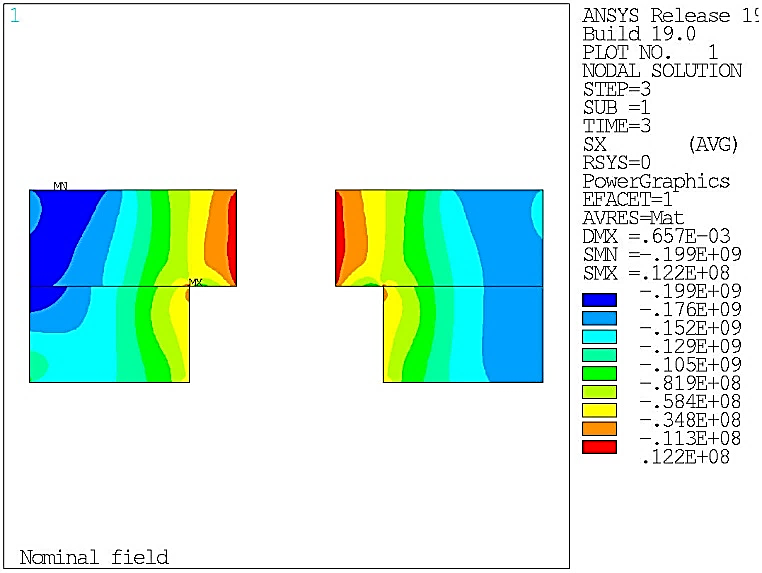 1
ANSYS Release 19
Build 19.0
PLOT NO. 1
NODAL SOLUTION
STEP=3
SUB =1
TIME=3
SX (AVG)
RSYS=0
PowerGraphics
EFACET=1
AVRES=Mat
DMX =.657E-03
SMN =-.199E+09
SMX =.122E+08
-.199E+09
-.176E+09
-.152E+09
-.129E+09
-.105E+09
-.819E+08
-.584E+08
-.348E+08
-.113E+08
.122E+08
MN
MX
Nominal field